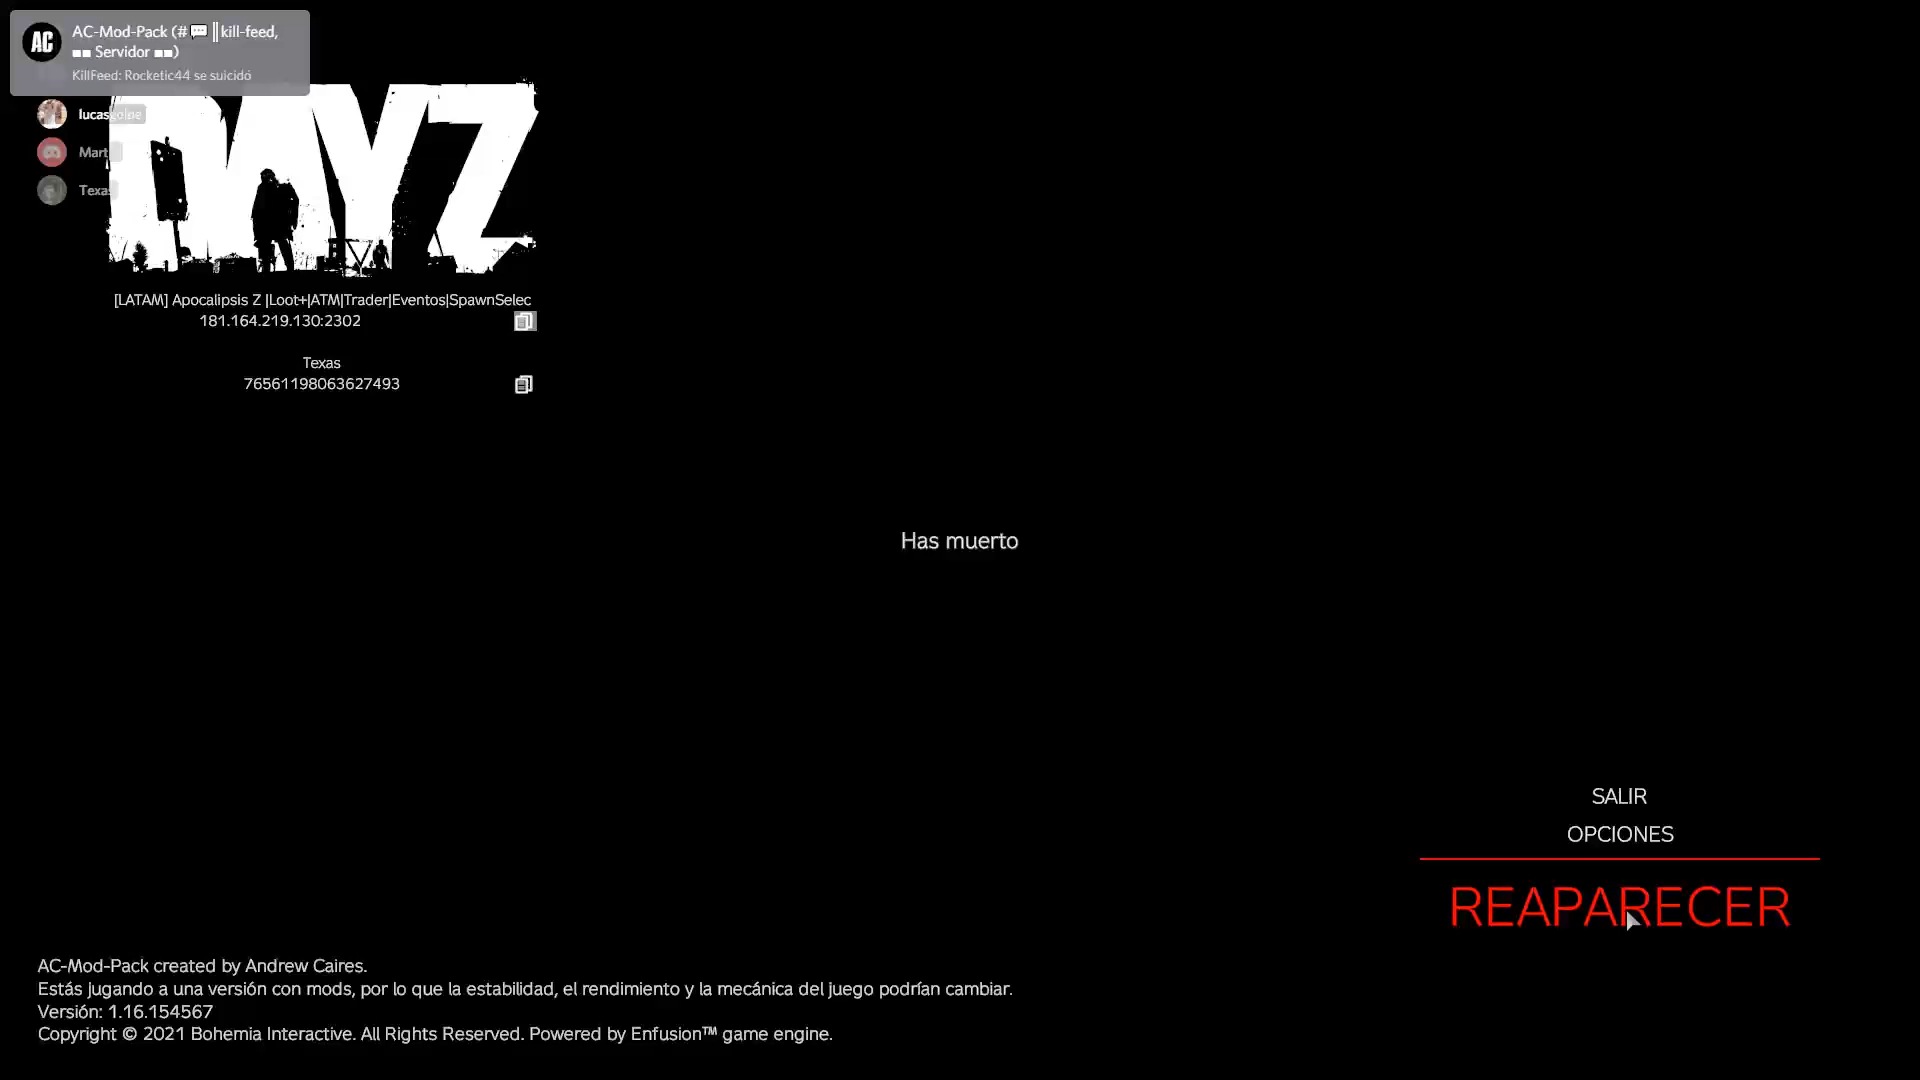 AC-Mod-Pack (# 💬 ║kill-feed,
■■ Servidor ■■)
KillFeed: Rocketic44 se suicidó
lucasgolpe
Mart
Texas
DAYZ
[LATAM] Apocalipsis Z |Loot+|ATM|Trader|Eventos|SpawnSelec
181.164.219.130:2302
Texas
76561198063627493
Has muerto
SALIR
OPCIONES
REAPARECER
AC-Mod-Pack created by Andrew Caires.
Estás jugando a una versión con mods, por lo que la estabilidad, el rendimiento y la mecánica del juego podrían cambiar.
Versión: 1.16.154567
Copyright © 2021 Bohemia Interactive. All Rights Reserved. Powered by Enfusion™ game engine.